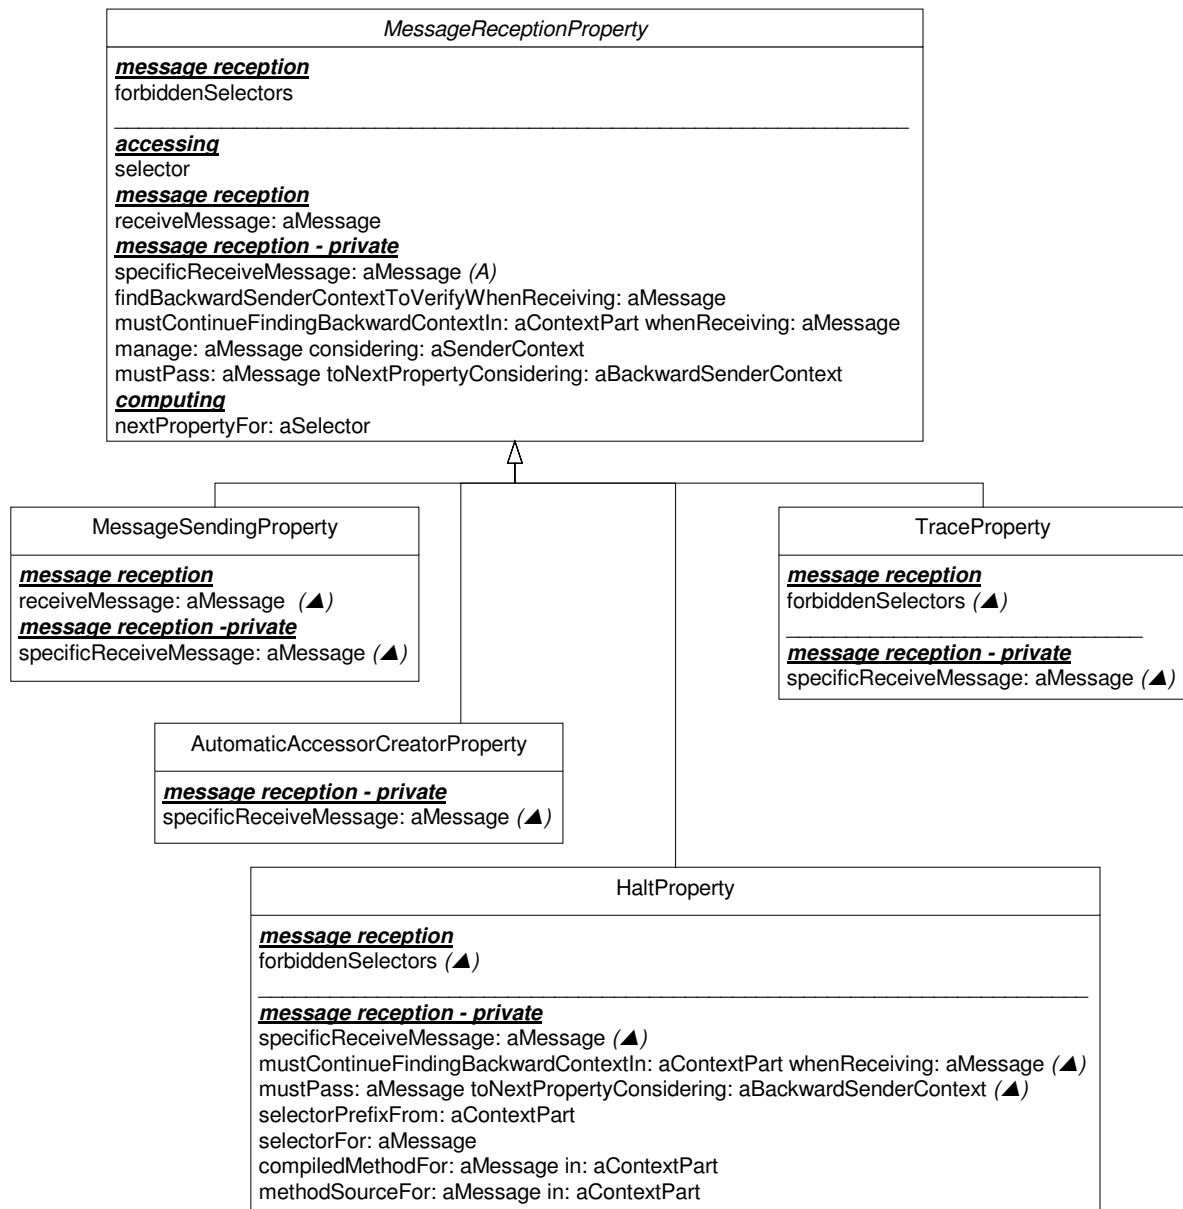 MessageReceptionProperty
message reception
forbiddenSelectors
accessing
selector
message reception
receiveMessage: aMessage
message reception - private
specificReceiveMessage: aMessage (A)
findBackwardSenderContextToVerifyWhenReceiving: aMessage
mustContinueFindingBackwardContextIn: aContextPart whenReceiving: aMessage
manage: aMessage considering: aSenderContext
mustPass: aMessage toNextPropertyConsidering: aBackwardSenderContext
computing
nextPropertyFor: aSelector
MessageSendingProperty
message reception
receiveMessage: aMessage (▲)
message reception -private
specificReceiveMessage: aMessage (▲)
TraceProperty
message reception
forbiddenSelectors (▲)
message reception - private
specificReceiveMessage: aMessage (▲)
AutomaticAccessorCreatorProperty
message reception - private
specificReceiveMessage: aMessage (▲)
HaltProperty
message reception
forbiddenSelectors (▲)
message reception - private
specificReceiveMessage: aMessage (▲)
mustContinueFindingBackwardContextIn: aContextPart whenReceiving: aMessage (▲)
mustPass: aMessage toNextPropertyConsidering: aBackwardSenderContext (▲)
selectorPrefixFrom: aContextPart
selectorFor: aMessage
compiledMethodFor: aMessage in: aContextPart
methodSourceFor: aMessage in: aContextPart